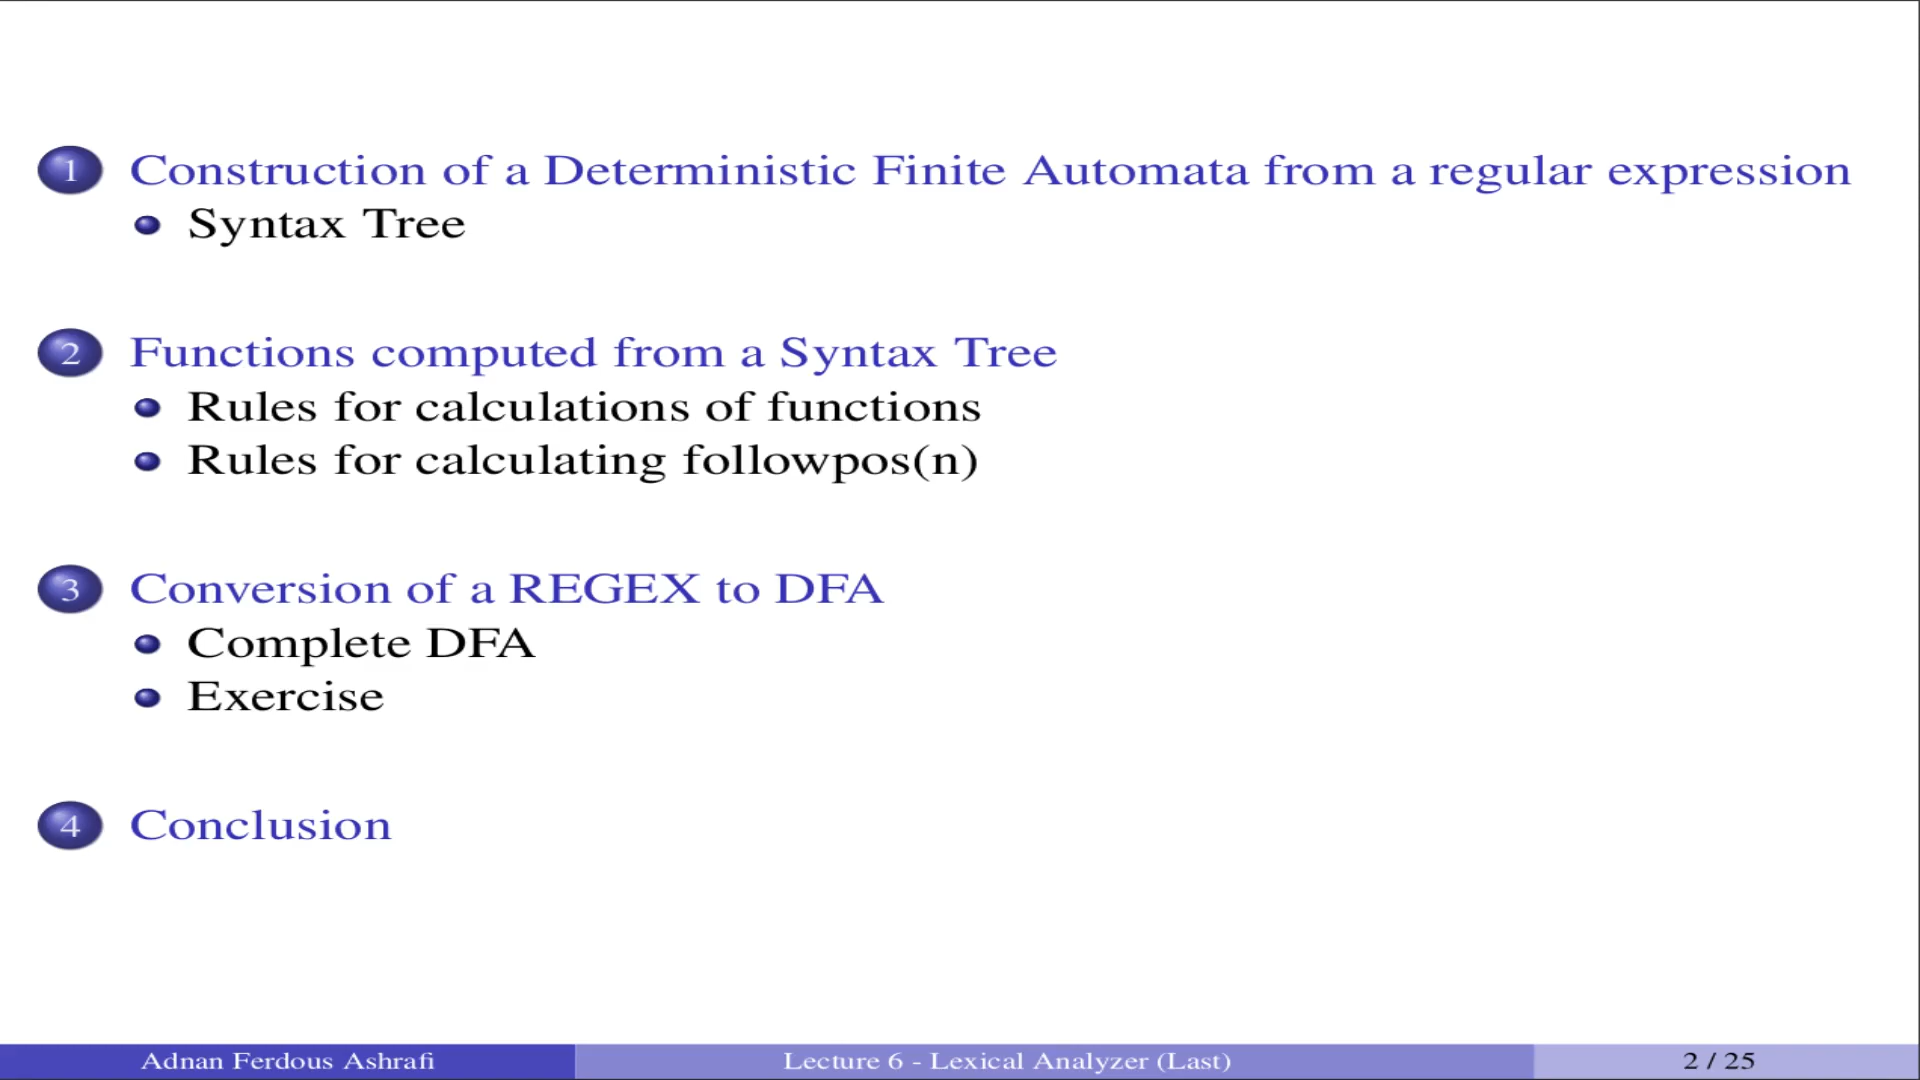 1 Construction of a Deterministic Finite Automata from a regular expression
Syntax Tree
2 Functions computed from a Syntax Tree
Rules for calculations of functions
Rules for calculating followpos(n)
3 Conversion of a REGEX to DFA
Complete DFA
Exercise
4 Conclusion
Adnan Ferdous Ashrafi Lecture 6 - Lexical Analyzer (Last) 2 / 25